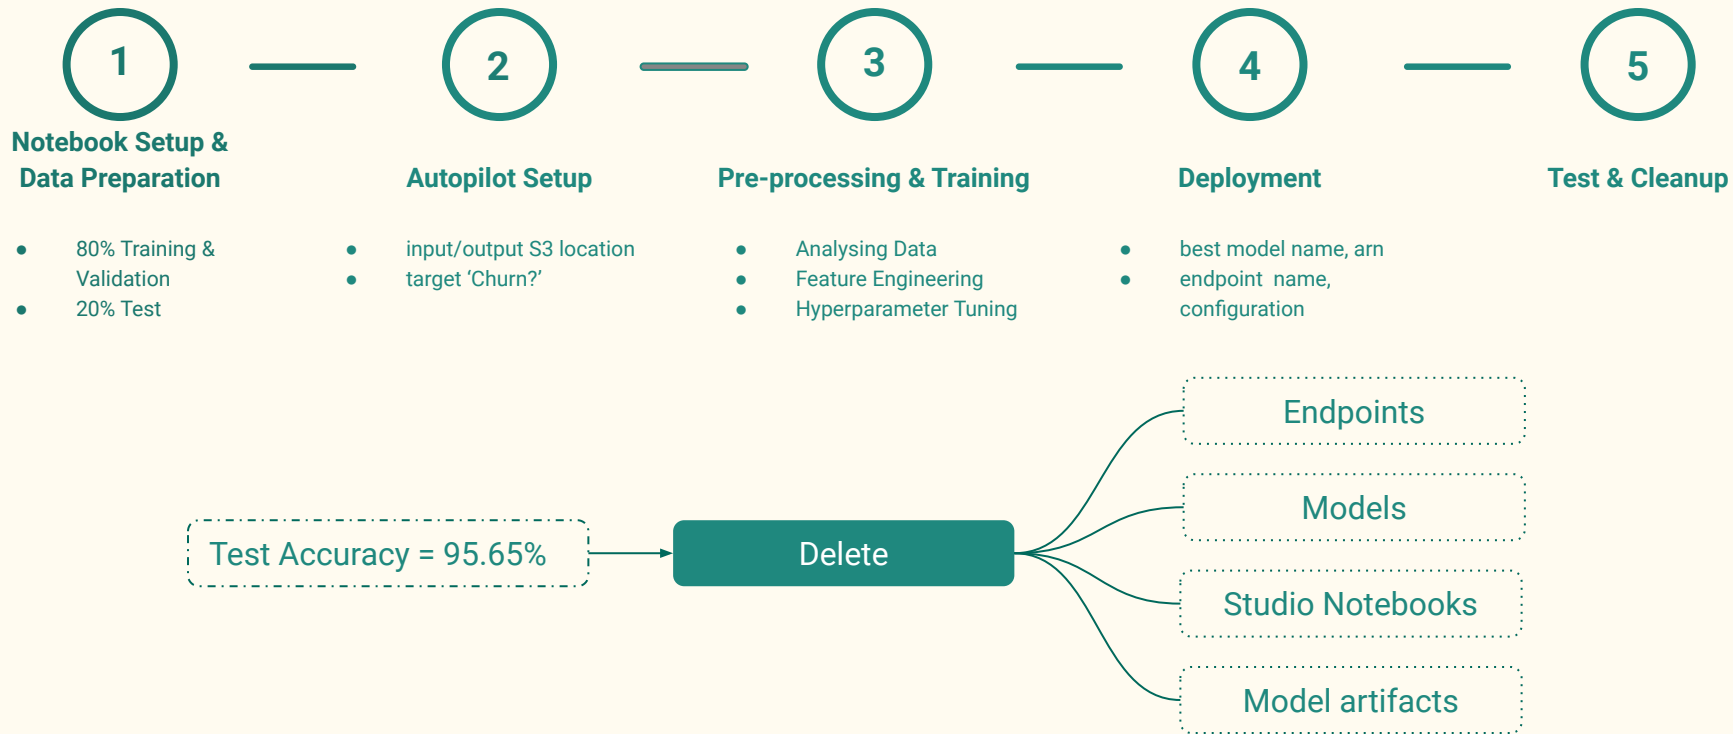 1
2
3
4
5
Notebook Setup &
Data Preparation
Autopilot Setup
Pre-processing & Training
Deployment
Test & Cleanup
● 80% Training &
Validation
● 20% Test
● input/output S3 location
● target ‘Churn?’
● Analysing Data
● Feature Engineering
● Hyperparameter Tuning
● best model name, arn
● endpoint name,
configuration
Test Accuracy = 95.65%
Delete
Endpoints
Models
Studio Notebooks
Model artifacts